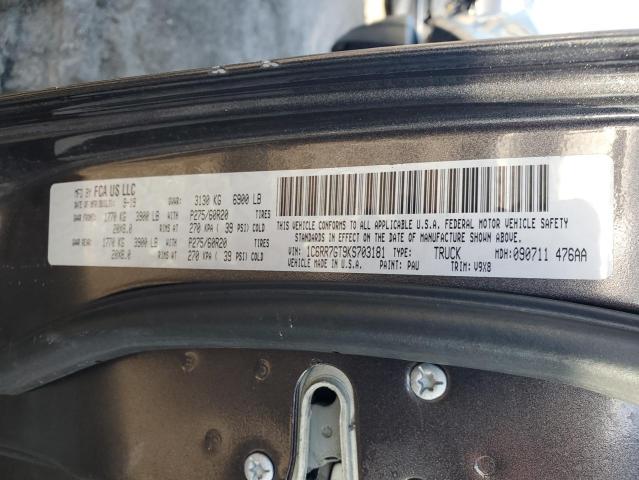 MFD BY FCA US LLC
DATE OF MFR 9-19 GVWR: 3130 KG 6900 LB
GAWR FRONT: 1770 KG 3900 LB WITH P275/60R20 TIRES
20X8.0 RIMS AT 270 KPA ( 39 PSI) COLD
GAWR REAR: 1770 KG 3900 LB WITH P275/60R20 TIRES
20X8.0 RIMS AT 270 KPA ( 39 PSI) COLD
THIS VEHICLE CONFORMS TO ALL APPLICABLE U.S.A. FEDERAL MOTOR VEHICLE SAFETY
STANDARDS IN EFFECT ON THE DATE OF MANUFACTURE SHOWN ABOVE.
VIN: 1C6RR7GT9KS703181 TYPE: TRUCK MDH: 090711 476AA
VEHICLE MADE IN U.S.A. PAINT: PAU TRIM: V9X8